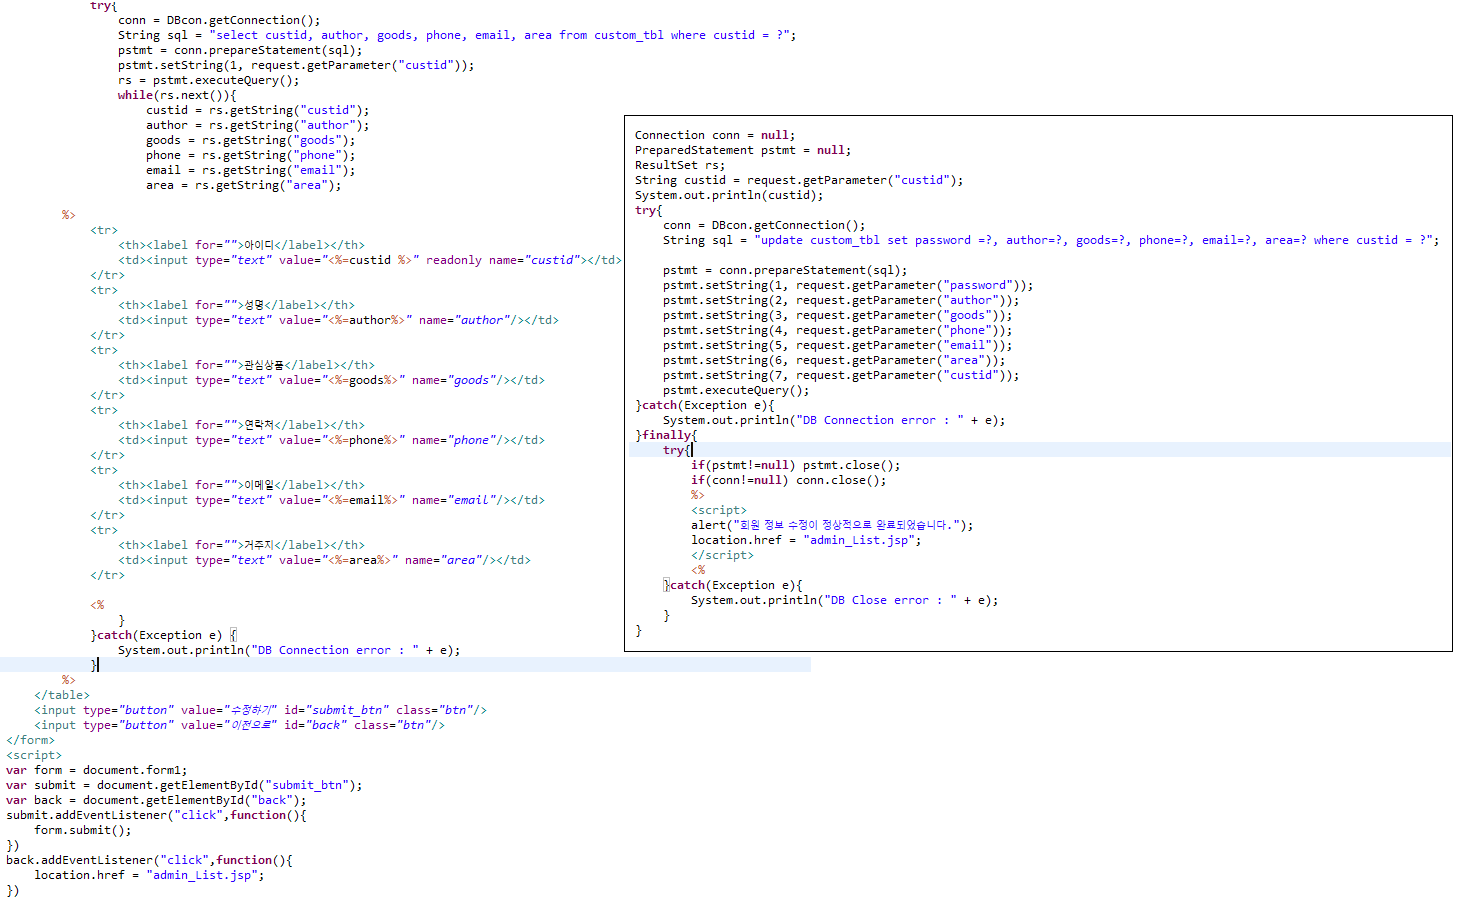 try{
conn = DBcon.getConnection();
String sql = "select custid, author, goods, phone, email, area from custom_tbl where custid = ?";
pstmt = conn.prepareStatement(sql);
pstmt.setString(1, request.getParameter("custid"));
rs = pstmt.executeQuery();
while(rs.next()){
custid = rs.getString("custid");
author = rs.getString("author");
goods = rs.getString("goods");
phone = rs.getString("phone");
email = rs.getString("email");
area = rs.getString("area");
%>
<tr>
<th><label for="">아이디</label></th>
<td><input type="text" value="<%=custid %>" readonly name="custid"></td>
</tr>
<tr>
<th><label for="">성명</label></th>
<td><input type="text" value="<%=author%>" name="author"/></td>
</tr>
<tr>
<th><label for="">관심상품</label></th>
<td><input type="text" value="<%=goods%>" name="goods"/></td>
</tr>
<tr>
<th><label for="">연락처</label></th>
<td><input type="text" value="<%=phone%>" name="phone"/></td>
</tr>
<tr>
<th><label for="">이메일</label></th>
<td><input type="text" value="<%=email%>" name="email"/></td>
</tr>
<tr>
<th><label for="">거주지</label></th>
<td><input type="text" value="<%=area%>" name="area"/></td>
</tr>
<%
}
}catch(Exception e) {
System.out.println("DB Connection error : " + e);
}
%>
</table>
<input type="button" value="수정하기" id="submit_btn" class="btn"/>
<input type="button" value="이전으로" id="back" class="btn"/>
</form>
<script>
var form = document.form1;
var submit = document.getElementById("submit_btn");
var back = document.getElementById("back");
submit.addEventListener("click",function(){
form.submit();
})
back.addEventListener("click",function(){
location.href = "admin_List.jsp";
})
Connection conn = null;
PreparedStatement pstmt = null;
ResultSet rs;
String custid = request.getParameter("custid");
System.out.println(custid);
try{
conn = DBcon.getConnection();
String sql = "update custom_tbl set password =?, author=?, goods=?, phone=?, email=?, area=? where custid = ?";
pstmt = conn.prepareStatement(sql);
pstmt.setString(1, request.getParameter("password"));
pstmt.setString(2, request.getParameter("author"));
pstmt.setString(3, request.getParameter("goods"));
pstmt.setString(4, request.getParameter("phone"));
pstmt.setString(5, request.getParameter("email"));
pstmt.setString(6, request.getParameter("area"));
pstmt.setString(7, request.getParameter("custid"));
pstmt.executeQuery();
}catch(Exception e){
System.out.println("DB Connection error : " + e);
}finally{
try{
if(pstmt!=null) pstmt.close();
if(conn!=null) conn.close();
%>
<script>
alert("회원 정보 수정이 정상적으로 완료되었습니다.");
location.href = "admin_List.jsp";
</script>
<%
}catch(Exception e){
System.out.println("DB Close error : " + e);
}
}